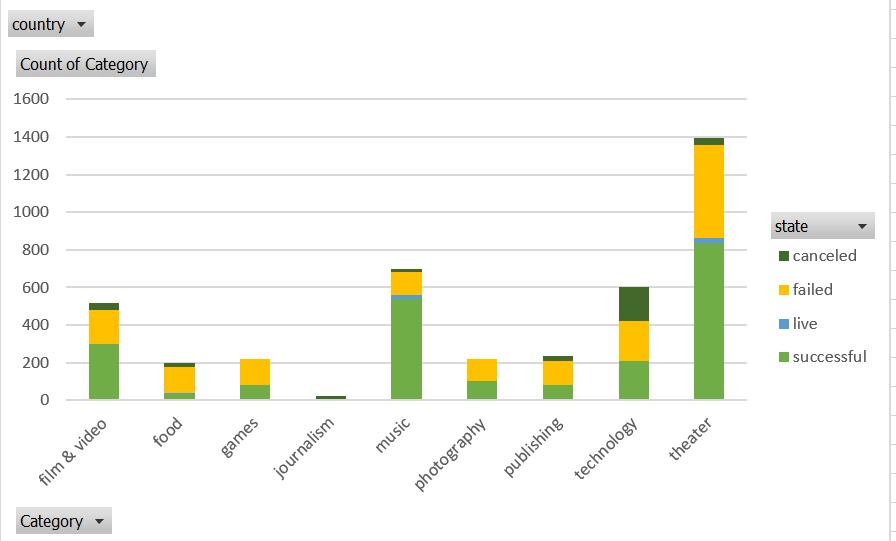 country
Count of Category
1600
1400
1200
1000
800
600
400
200
0
film & video
food
games
journalism
music
photography
publishing
technology
theater
state
canceled
failed
live
successful
Category